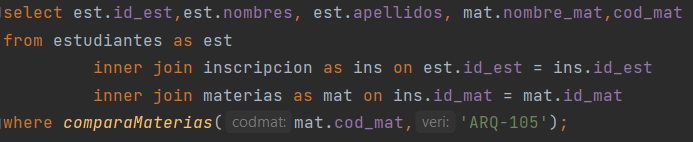 select est.id_est,est.nombres, est.apellidos, mat.nombre_mat,cod_mat
from estudiantes as est
inner join inscripcion as ins on est.id_est = ins.id_est
inner join materias as mat on ins.id_mat = mat.id_mat
where comparaMaterias( codmat: mat.cod_mat, veri: 'ARQ-105');